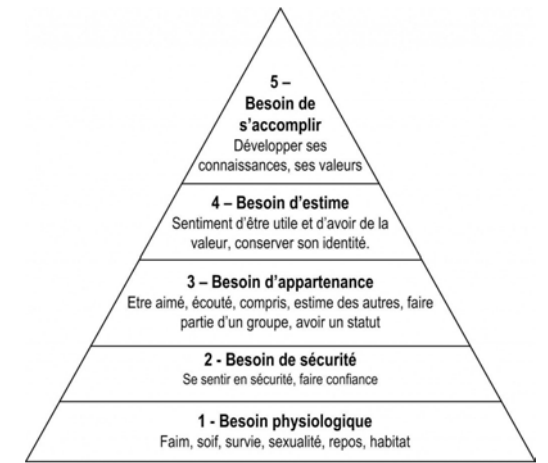 5 –
Besoin de
s’accomplir
Développer ses
connaissances, ses valeurs
4 – Besoin d’estime
Sentiment d’être utile et d’avoir de la
valeur, conserver son identité.
3 – Besoin d’appartenance
Etre aimé, écouté, compris, estime des autres, faire
partie d’un groupe, avoir un statut
2 - Besoin de sécurité
Se sentir en sécurité, faire confiance
1 - Besoin physiologique
Faim, soif, survie, sexualité, repos, habitat